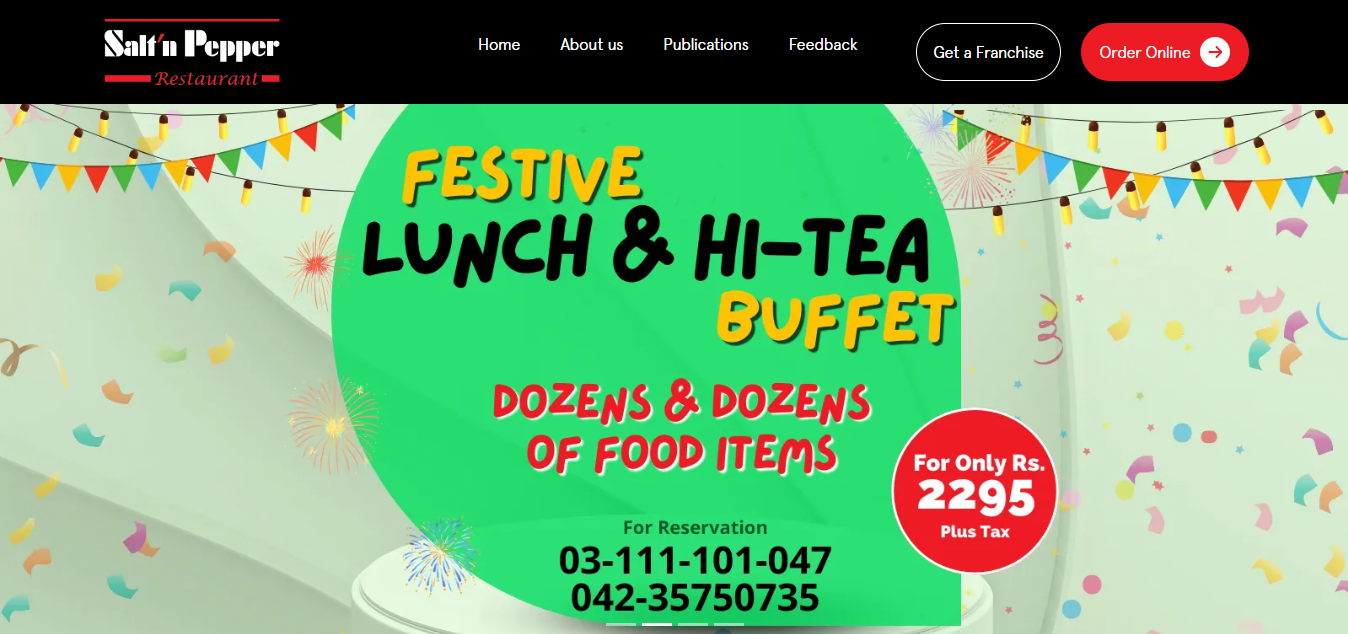 Salt'n Pepper
Restaurant
Home
About us
Publications
Feedback
Get a Franchise
Order Online
FESTIVE
LUNCH & HI-TEA
BUFFET
DOZENS & DOZENS
OF FOOD ITEMS
For Only Rs.
2295
Plus Tax
For Reservation
03-111-101-047
042-35750735